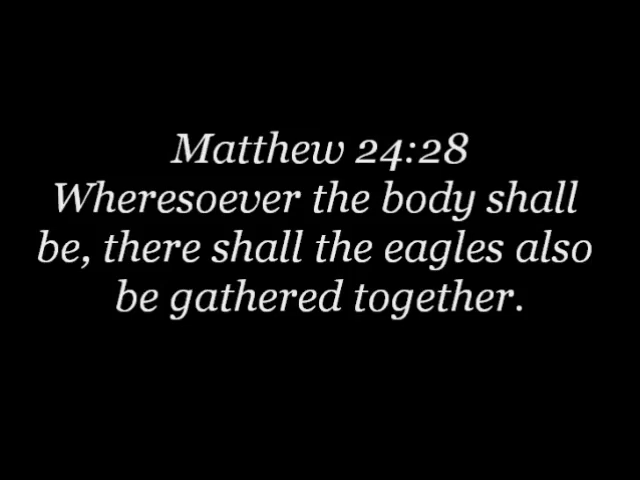 Matthew 24:28
Wheresoever the body shall
be, there shall the eagles also
be gathered together.